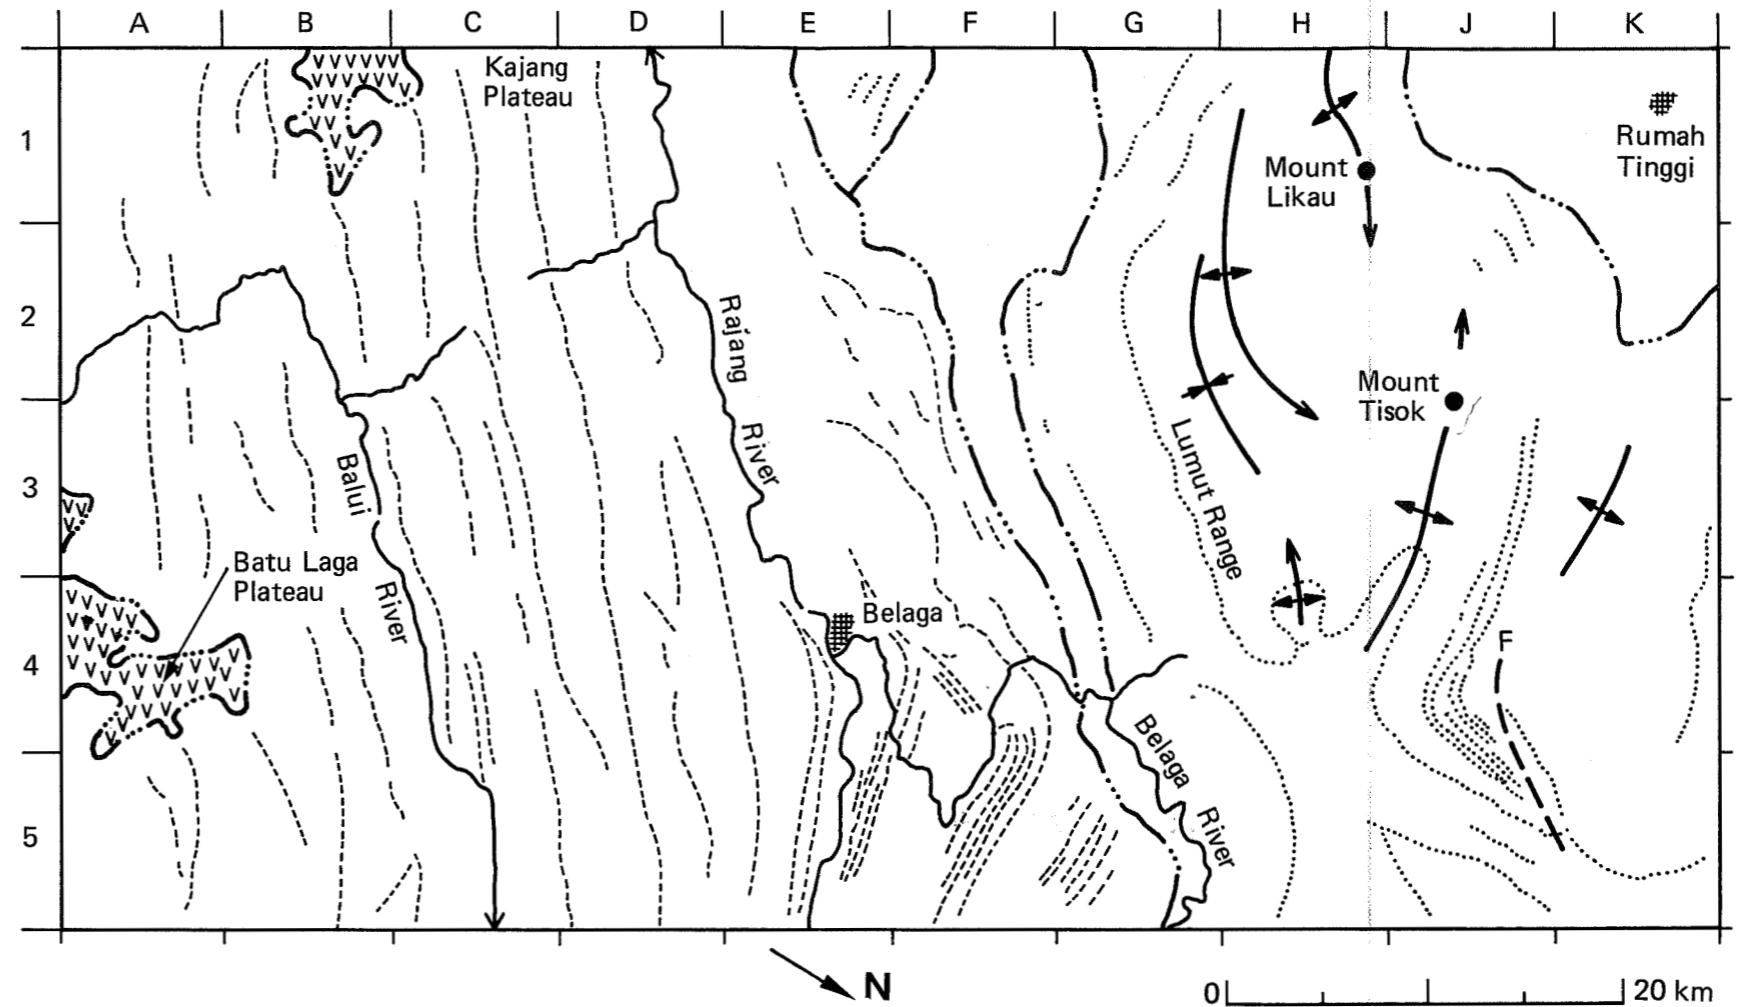 A B C D E F G H J K
Kajang
Plateau
1
Rumah
Tinggi
Mount
Likau
2
Rajang River
Mount
Tisok
3
Balui River
Lumut Range
Batu Laga
Plateau
Belaga
4
F
Belaga River
5
N
0 20 km